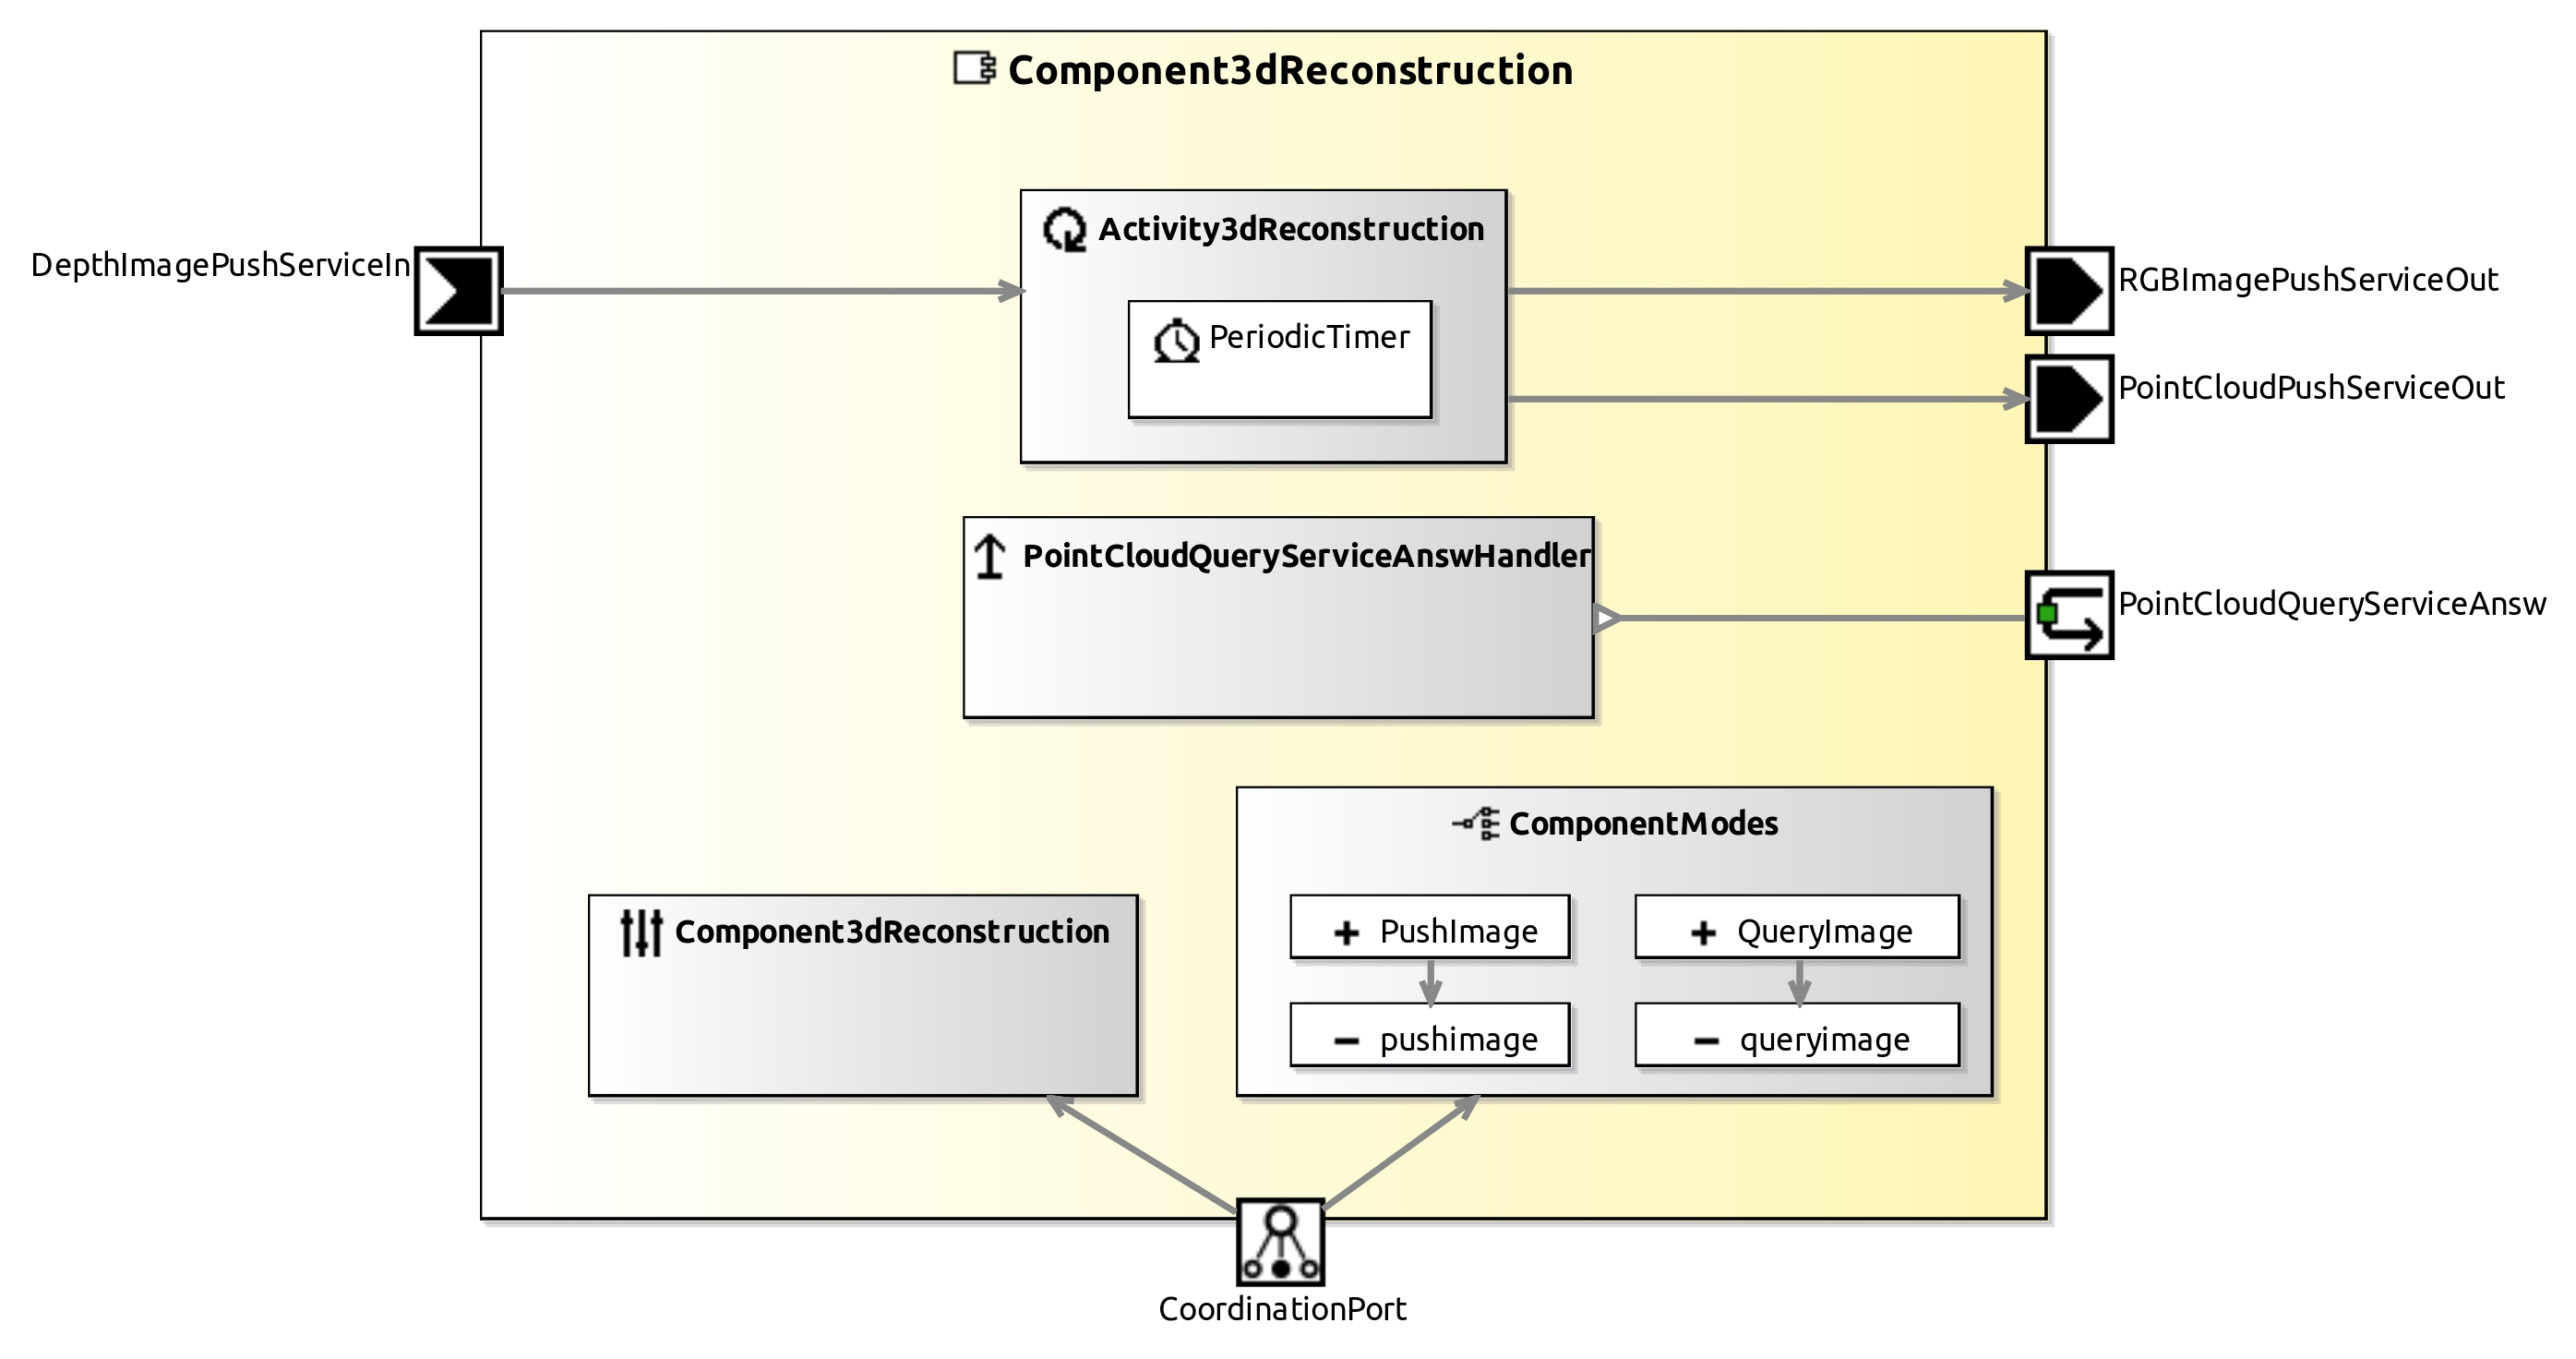 Component3dReconstruction
Activity3dReconstruction
DepthImagePushServiceIn
RGBImagePushServiceOut
PeriodicTimer
PointCloudPushServiceOut
PointCloudQueryServiceAnswHandler
PointCloudQueryServiceAnsw
ComponentModes
Component3dReconstruction
+ PushImage
+ QueryImage
- pushimage
- queryimage
CoordinationPort